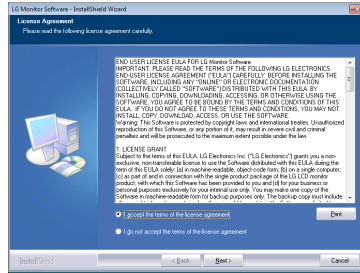 LG Monitor Software - InstallShield Wizard
License Agreement
Please read the following license agreement carefully.
END USER LICENSE EULA FOR LG Monitor Software
IMPORTANT: PLEASE READ THE TERMS OF THE FOLLOWING LG ELECTRONICS
END-USER LICENSE AGREEMENT ("EULA") CAREFULLY BEFORE INSTALLING THE
SOFTWARE, INCLUDING ANY "ONLINE" OR ELECTRONIC DOCUMENTATION
(COLLECTIVELY CALLED "SOFTWARE") DISTRIBUTED WITH THIS EULA. BY
INSTALLING, COPYING, DOWNLOADING, ACCESSING, OR OTHERWISE USING THE
SOFTWARE, YOU AGREE TO BE BOUND BY THE TERMS AND CONDITIONS OF THIS
EULA. IF YOU DO NOT AGREE TO THESE TERMS AND CONDITIONS, YOU MAY NOT
INSTALL, COPY, DOWNLOAD, ACCESS, OR USE THE SOFTWARE.
Warning: This Software is protected by copyright law and international treaties. Unauthorized
reproduction of this Software, or any portion of it, may result in severe civil and criminal
penalties and will be prosecuted to the maximum extent possible under the law.
1. LICENSE GRANT
Subject to the terms of this EULA, LG Electronics Inc. ("LG Electronics") grants you a non-
exclusive, non-transferable license to use the Software distributed with this EULA during the
term of this EULA solely: (a) in machine-readable, object-code form; (b) on a single computer;
(c) as part of and in connection with the single product package of the LG LCD monitor
product, with which this Software has been provided to you and (d) for your business or
personal purposes exclusively for your internal use only. You may make one copy of the
Software in machine-readable form for backup purposes only. The backup copy must include
I accept the terms of the license agreement
Print
I do not accept the terms of the license agreement
InstallShield
< Back
Next >
Cancel